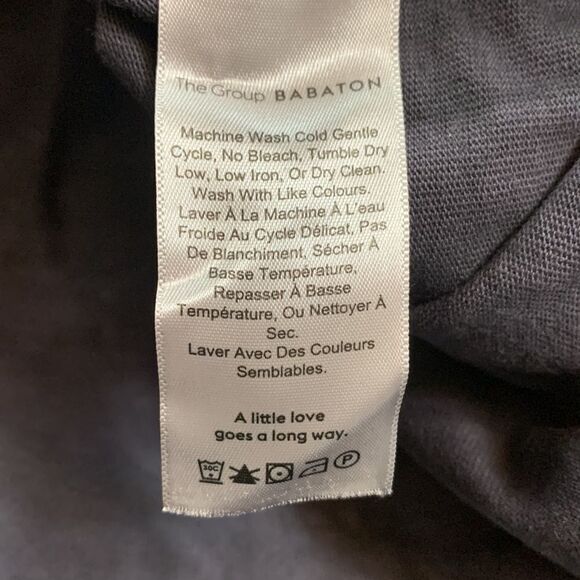 The Group BABATON
Machine Wash Cold Gentle
Cycle, No Bleach, Tumble Dry
Low, Low Iron, Or Dry Clean.
Wash With Like Colours.
Laver À La Machine À L'eau
Froide Au Cycle Délicat, Pas
De Blanchiment, Sécher À
Basse Température,
Repasser À Basse
Température, Ou Nettoyer À
Sec.
Laver Avec Des Couleurs
Semblables.
A little love
goes a long way.
30C P